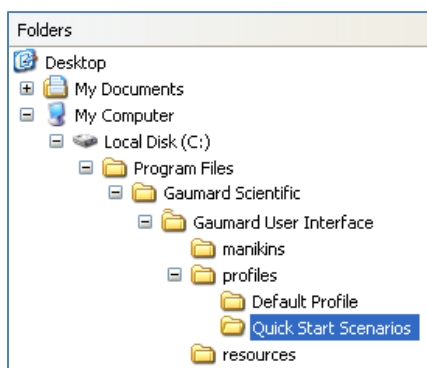 Folders
Desktop
My Documents
My Computer
Local Disk (C:)
Program Files
Gaumard Scientific
Gaumard User Interface
manikins
profiles
Default Profile
Quick Start Scenarios
resources